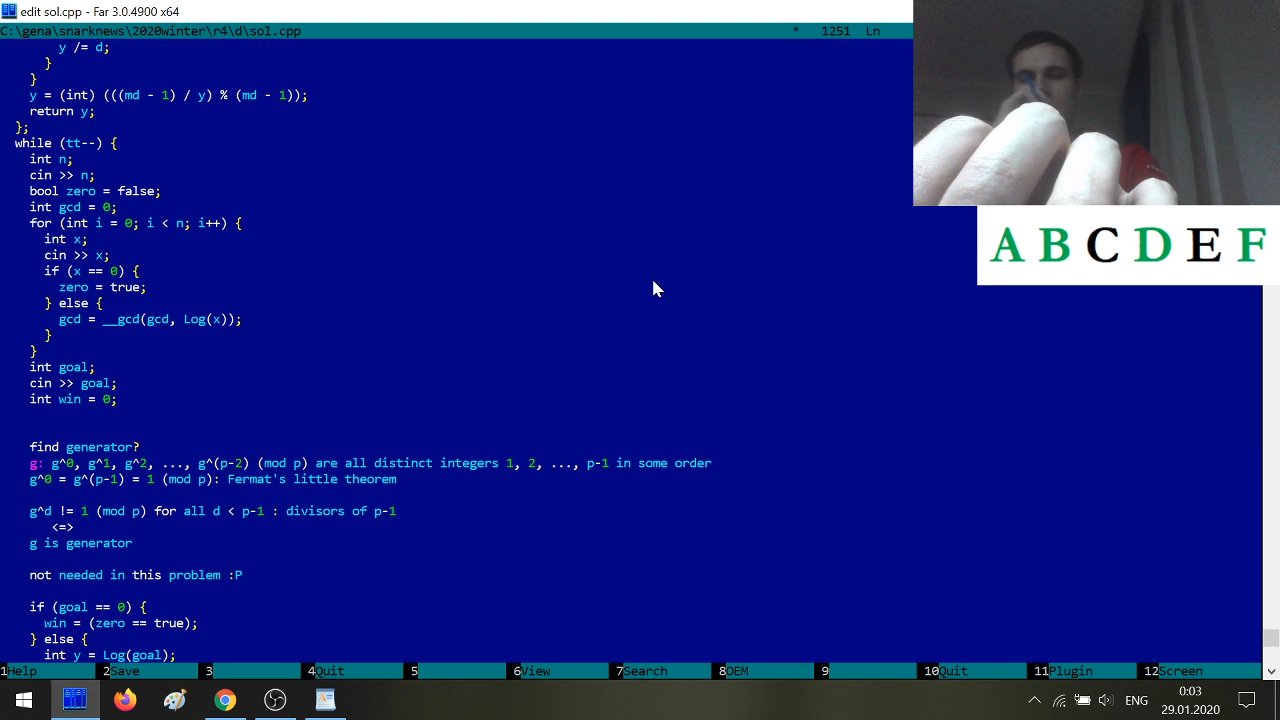 edit sol.cpp - Far 3.0.4900 x64
C:\gena\snarknews\2020winter\r4\d\sol.cpp * 1251 Ln
y /= d;
}
}
y = (int) (((md - 1) / y) % (md - 1));
return y;
};
while (tt--) {
int n;
cin >> n;
bool zero = false;
int gcd = 0;
for (int i = 0; i < n; i++) {
int x;
cin >> x;
if (x == 0) {
zero = true;
} else {
gcd = __gcd(gcd, Log(x));
}
}
int goal;
cin >> goal;
int win = 0;
find generator?
g: g^0, g^1, g^2, ..., g^(p-2) (mod p) are all distinct integers 1, 2, ..., p-1 in some order
g^0 = g^(p-1) = 1 (mod p): Fermat's little theorem
g^d != 1 (mod p) for all d < p-1 : divisors of p-1
<=>
g is generator
not needed in this problem :P
if (goal == 0) {
win = (zero == true);
} else {
int y = Log(goal);
A B C D E F
1Help 2Save 3 4Quit 5 6View 7Search 8OEM 9 10Quit 11Plugin 12Screen
ENG
0:03
29.01.2020